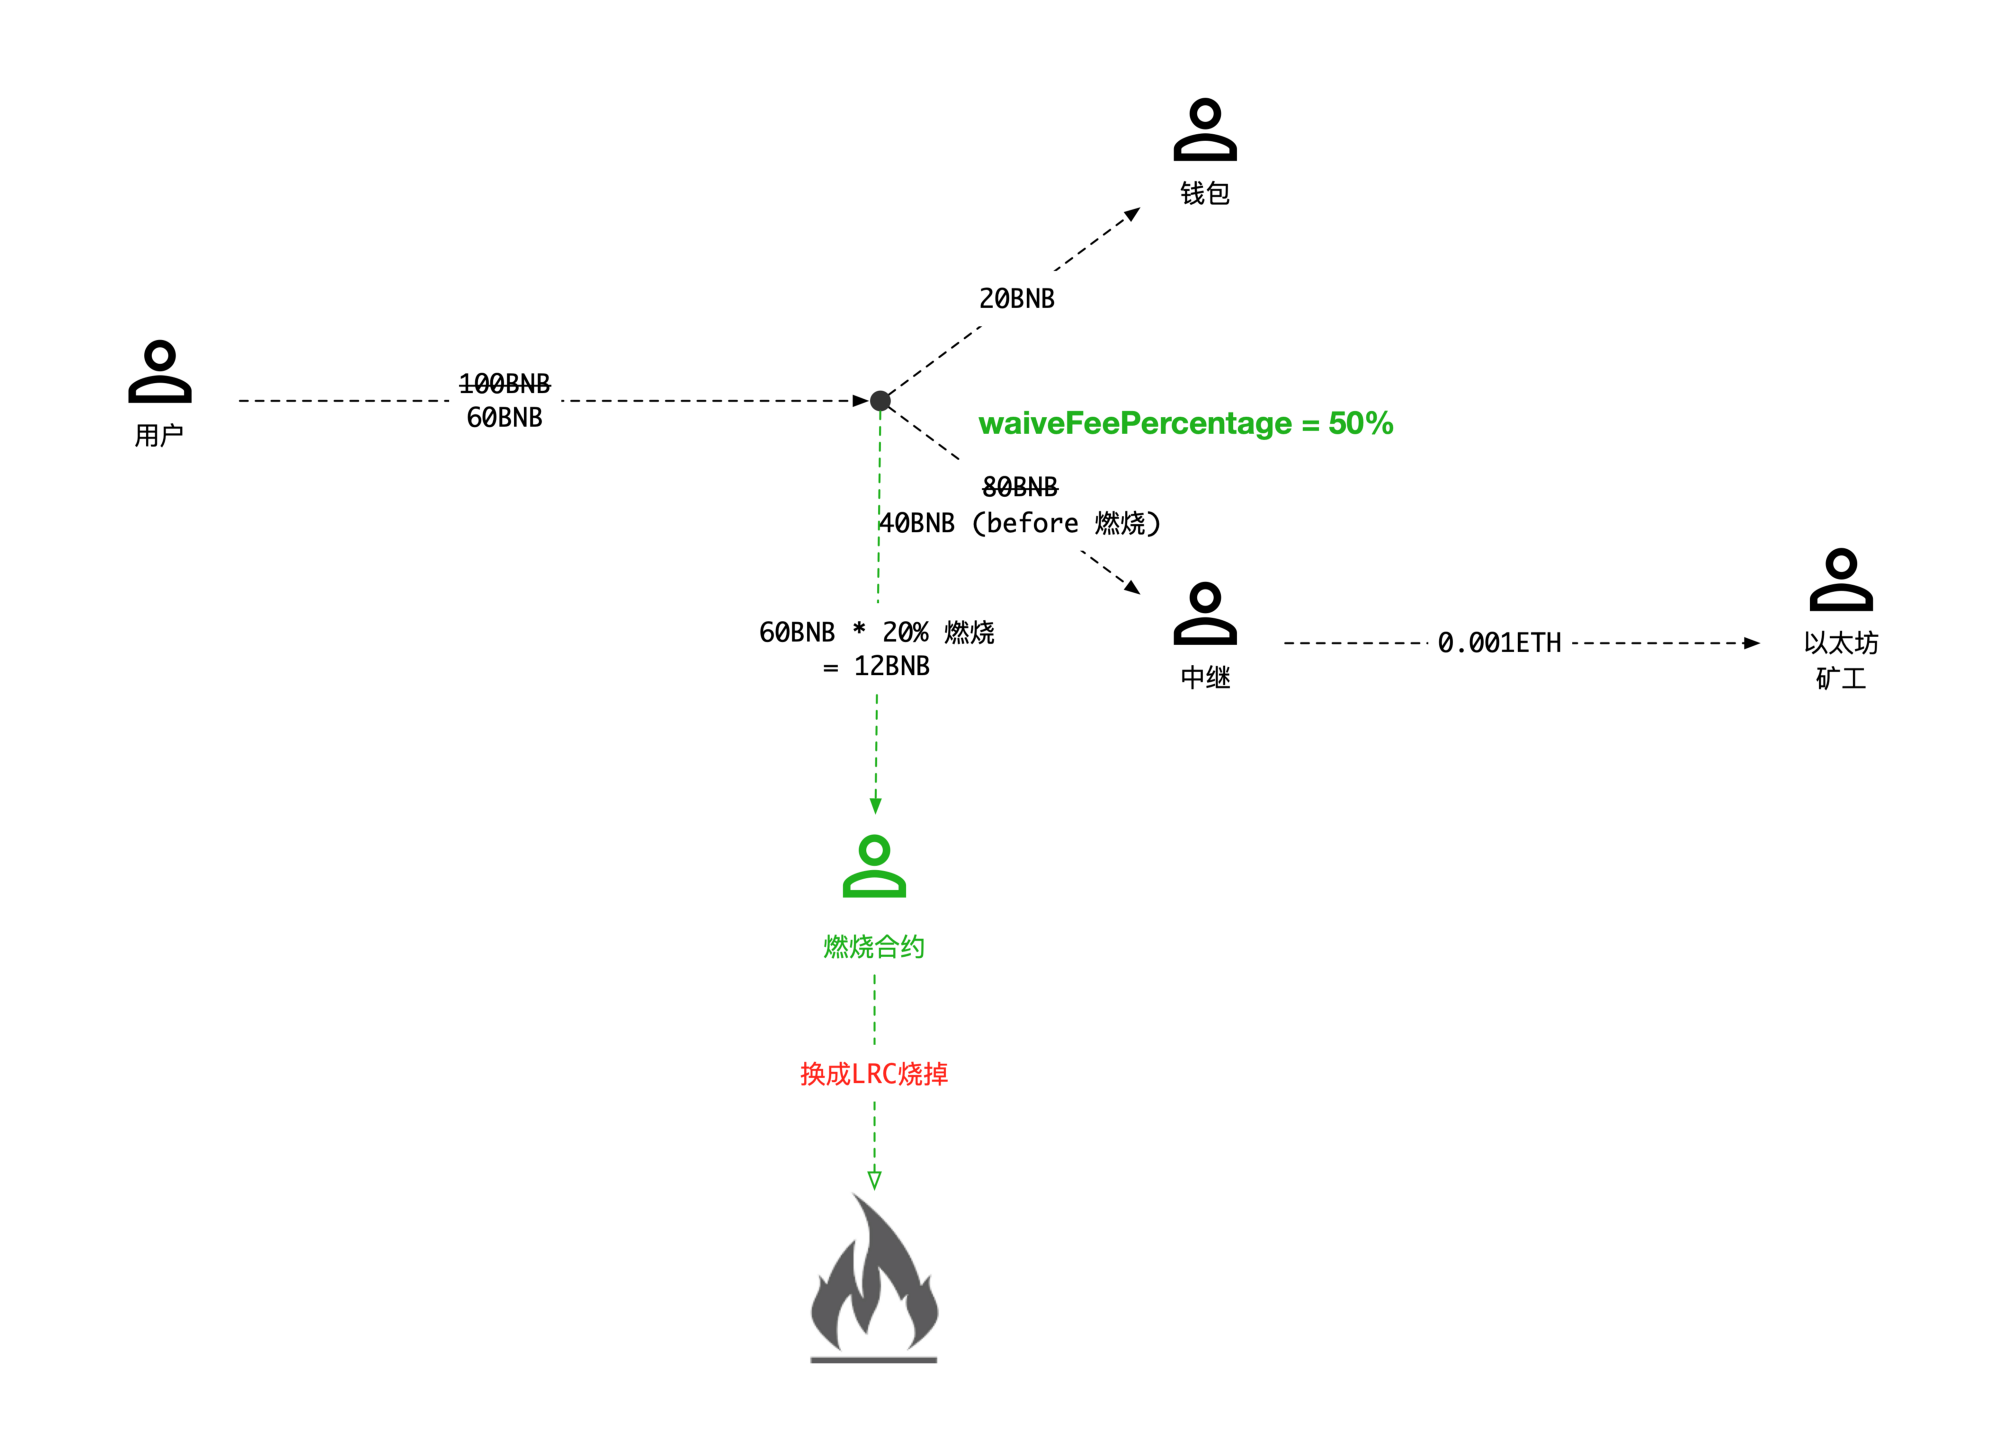 钱包
20BNB
100BNB
60BNB
用户
waiveFeePercentage = 50%
80BNB
40BNB (before 燃烧)
60BNB * 20% 燃烧
= 12BNB
中继
0.001ETH
以太坊
矿工
燃烧合约
换成LRC烧掉